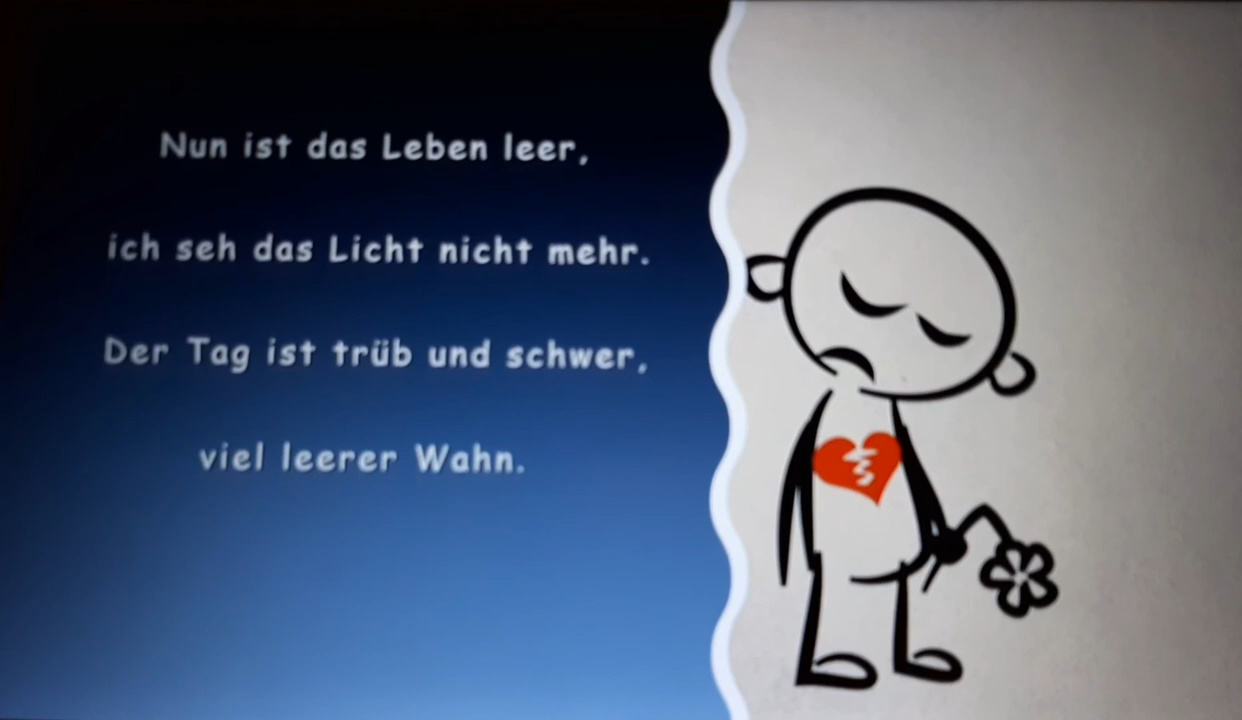 Nun ist das Leben leer,
ich seh das Licht nicht mehr.
Der Tag ist trüb und schwer,
viel leerer Wahn.